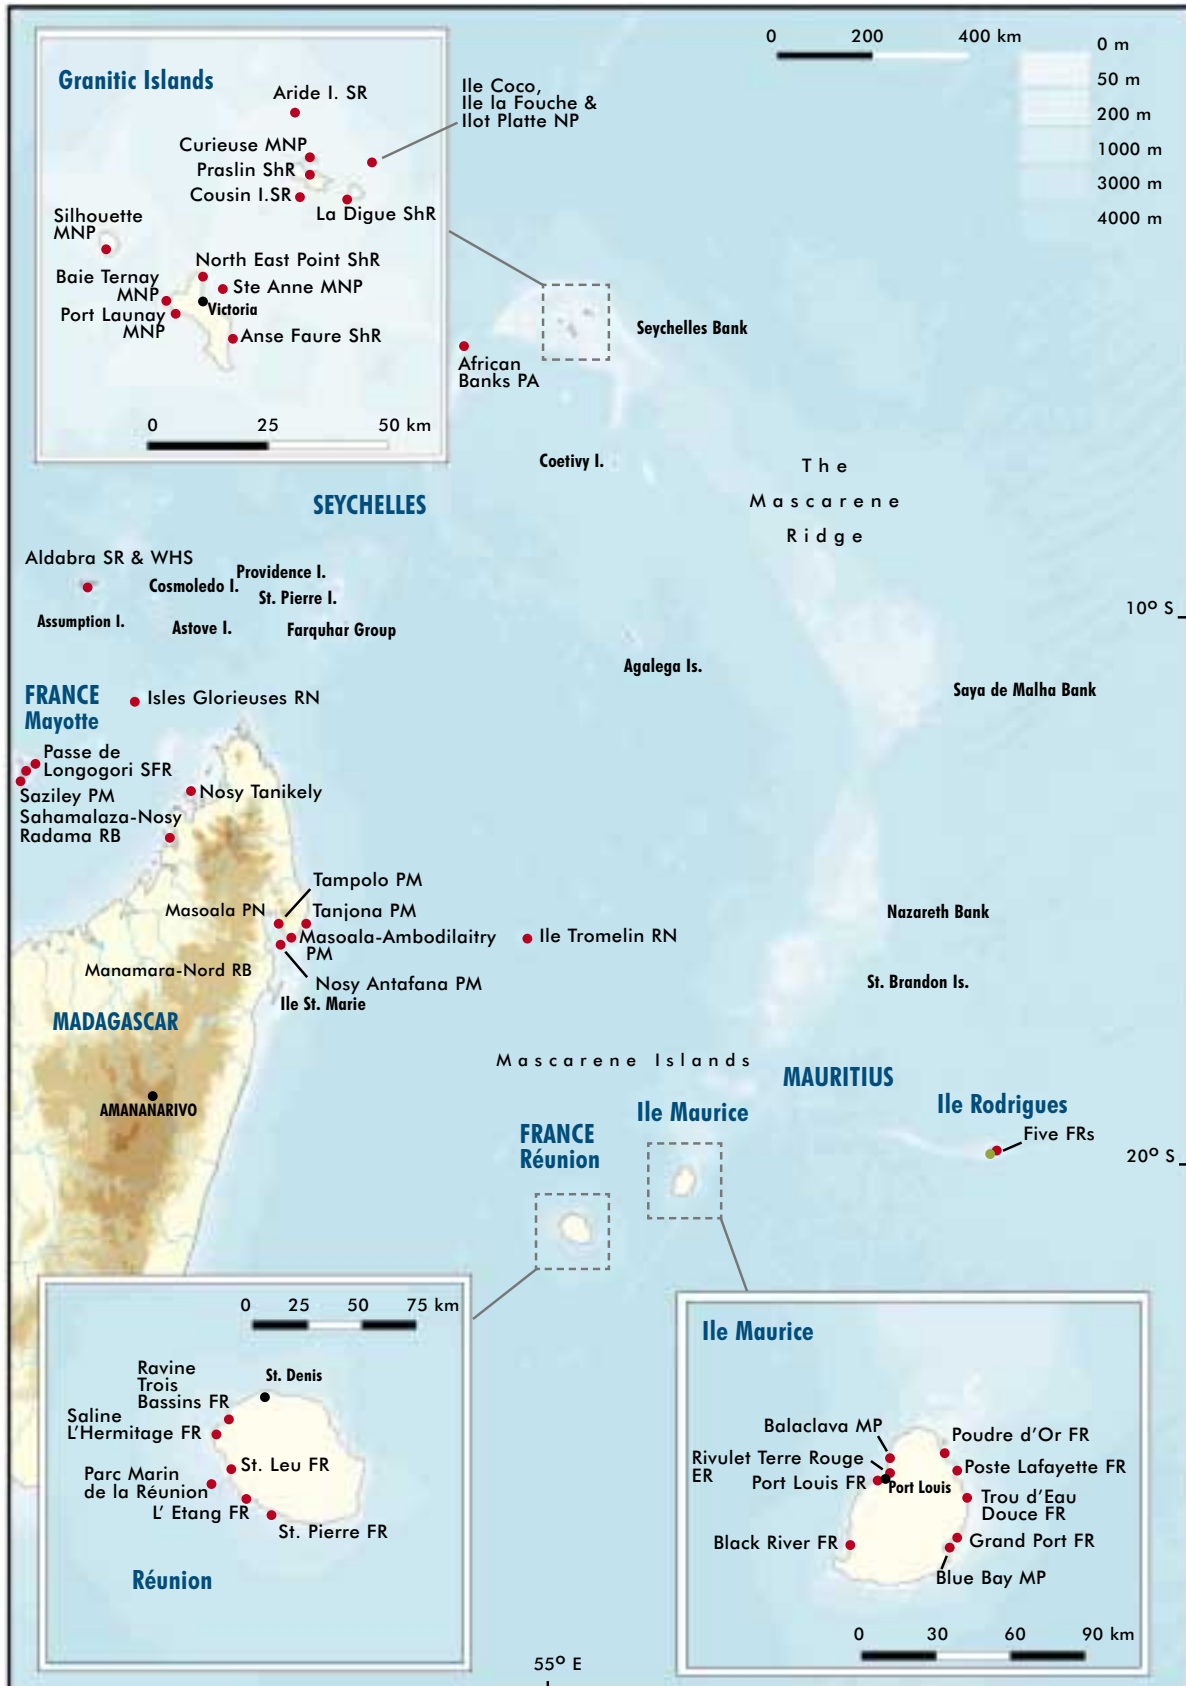 0 200 400 km
0 m
50 m
200 m
1000 m
3000 m
4000 m
Granitic Islands
Aride I. SR
Ile Coco,
Ile la Fouche &
Ilot Platte NP
Curieuse MNP
Praslin ShR
Cousin I.SR
La Digue ShR
Silhouette
MNP
North East Point ShR
Baie Ternay
MNP
Ste Anne MNP
Victoria
Port Launay
MNP
Anse Faure ShR
0 25 50 km
Seychelles Bank
African
Banks PA
Coetivy I.
The
Mascarene
Ridge
SEYCHELLES
Aldabra SR & WHS
Cosmoledo I.
Providence I.
St. Pierre I.
Assumption I.
Astove I.
Farquhar Group
10º S
Agalega Is.
Saya de Malha Bank
FRANCE
Mayotte
Isles Glorieuses RN
Passe de
Longogori SFR
Saziley PM
Nosy Tanikely
Sahamalaza-Nosy
Radama RB
Tampolo PM
Masoala PN
Tanjona PM
Masoala-Ambodilaitry
PM
Ile Tromelin RN
Nazareth Bank
Manamara-Nord RB
Nosy Antafana PM
Ile St. Marie
St. Brandon Is.
MADAGASCAR
AMANANARIVO
Mascarene Islands
MAURITIUS
Ile Maurice
Ile Rodrigues
FRANCE
Réunion
Five FRs
20º S
0 25 50 75 km
Ravine
Trois
Bassins FR
St. Denis
Saline
L'Hermitage FR
St. Leu FR
Parc Marin
de la Réunion
L' Etang FR
St. Pierre FR
Réunion
Ile Maurice
Balaclava MP
Poudre d'Or FR
Rivulet Terre Rouge
ER
Poste Lafayette FR
Port Louis FR
Port Louis
Trou d'Eau
Douce FR
Black River FR
Grand Port FR
Blue Bay MP
0 30 60 90 km
55º E